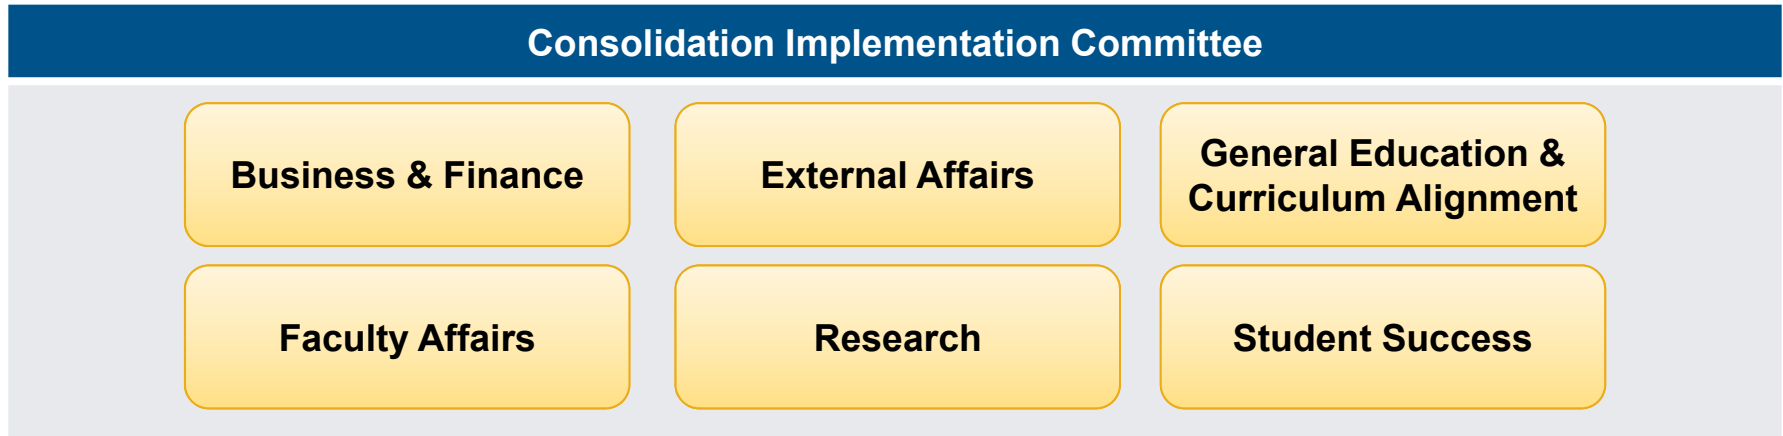 Consolidation Implementation Committee
Business & Finance
External Affairs
General Education &
Curriculum Alignment
Faculty Affairs
Research
Student Success